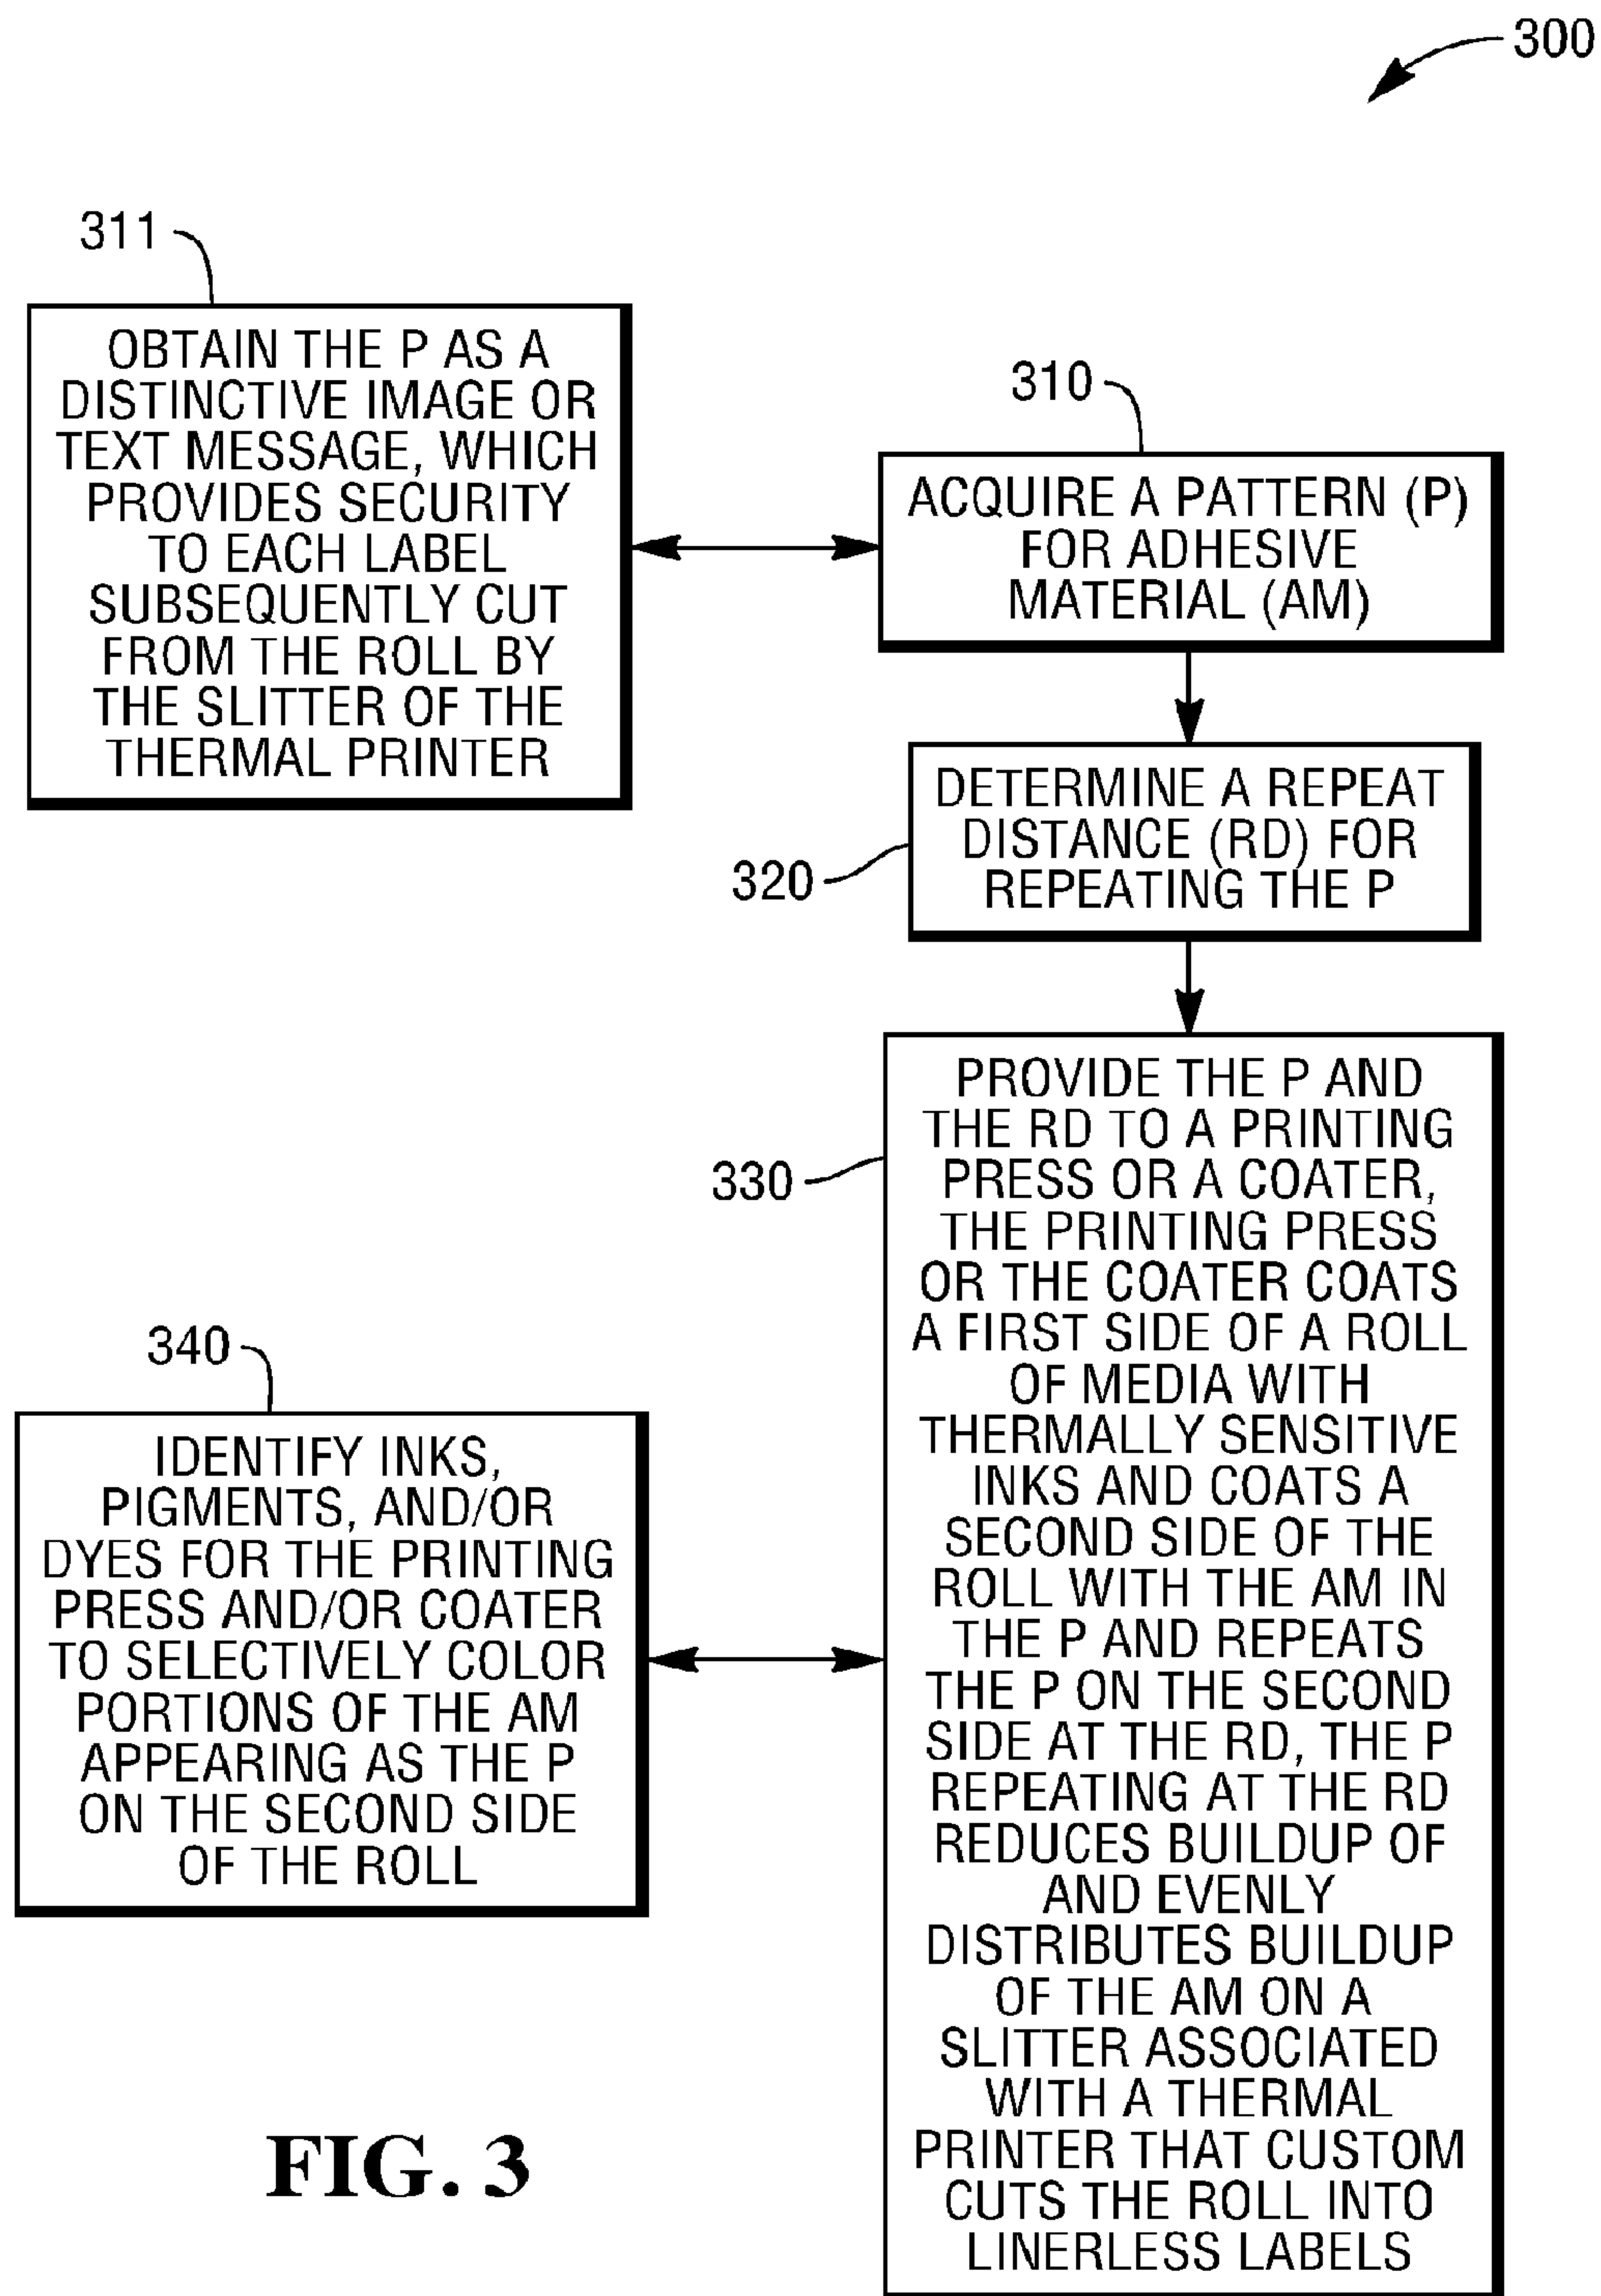 300
311
OBTAIN THE P AS A
DISTINCTIVE IMAGE OR
TEXT MESSAGE, WHICH
PROVIDES SECURITY
TO EACH LABEL
SUBSEQUENTLY CUT
FROM THE ROLL BY
THE SLITTER OF THE
THERMAL PRINTER
310
ACQUIRE A PATTERN (P)
FOR ADHESIVE
MATERIAL (AM)
320
DETERMINE A REPEAT
DISTANCE (RD) FOR
REPEATING THE P
330
PROVIDE THE P AND
THE RD TO A PRINTING
PRESS OR A COATER,
THE PRINTING PRESS
OR THE COATER COATS
A FIRST SIDE OF A ROLL
OF MEDIA WITH
THERMALLY SENSITIVE
INKS AND COATS A
SECOND SIDE OF THE
ROLL WITH THE AM IN
THE P AND REPEATS
THE P ON THE SECOND
SIDE AT THE RD, THE P
REPEATING AT THE RD
REDUCES BUILDUP OF
AND EVENLY
DISTRIBUTES BUILDUP
OF THE AM ON A
SLITTER ASSOCIATED
WITH A THERMAL
PRINTER THAT CUSTOM
CUTS THE ROLL INTO
LINERLESS LABELS
340
IDENTIFY INKS,
PIGMENTS, AND/OR
DYES FOR THE PRINTING
PRESS AND/OR COATER
TO SELECTIVELY COLOR
PORTIONS OF THE AM
APPEARING AS THE P
ON THE SECOND SIDE
OF THE ROLL
FIG. 3